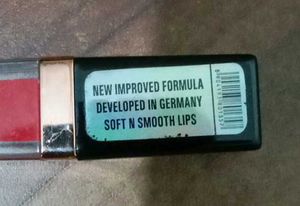 NEW IMPROVED FORMULA
DEVELOPED IN GERMANY
SOFT N SMOOTH LIPS